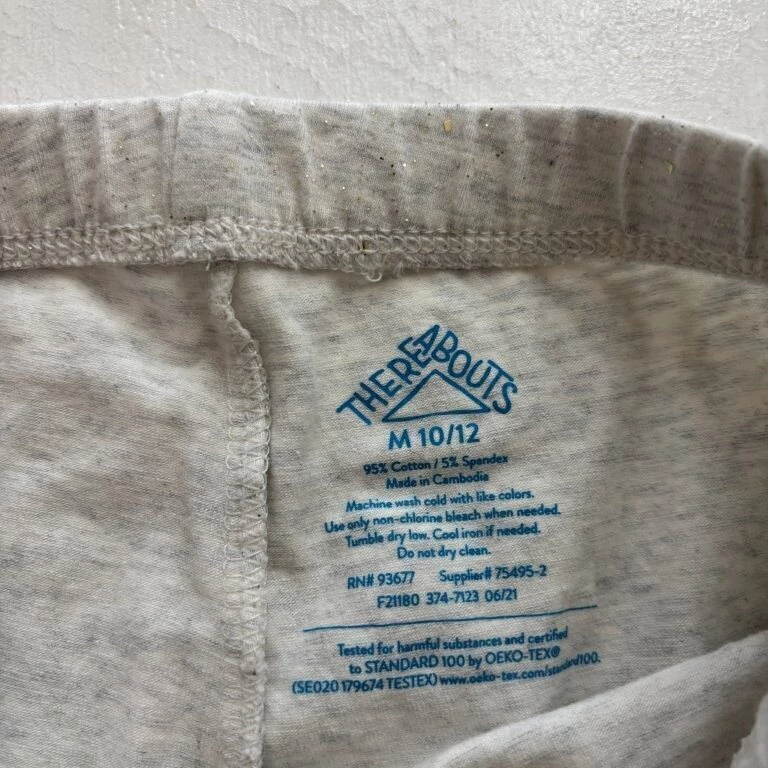 THEREABOUTS
M 10/12
95% Cotton / 5% Spandex
Made in Cambodia
Machine wash cold with like colors.
Use only non-chlorine bleach when needed.
Tumble dry low. Cool iron if needed.
Do not dry clean.
RN# 93677 Supplier# 75495-2
F21180 374-7123 06/21
Tested for harmful substances and certified
to STANDARD 100 by OEKO-TEX®
(SE020 179674 TESTEX) www.oeko-tex.com/standard100.